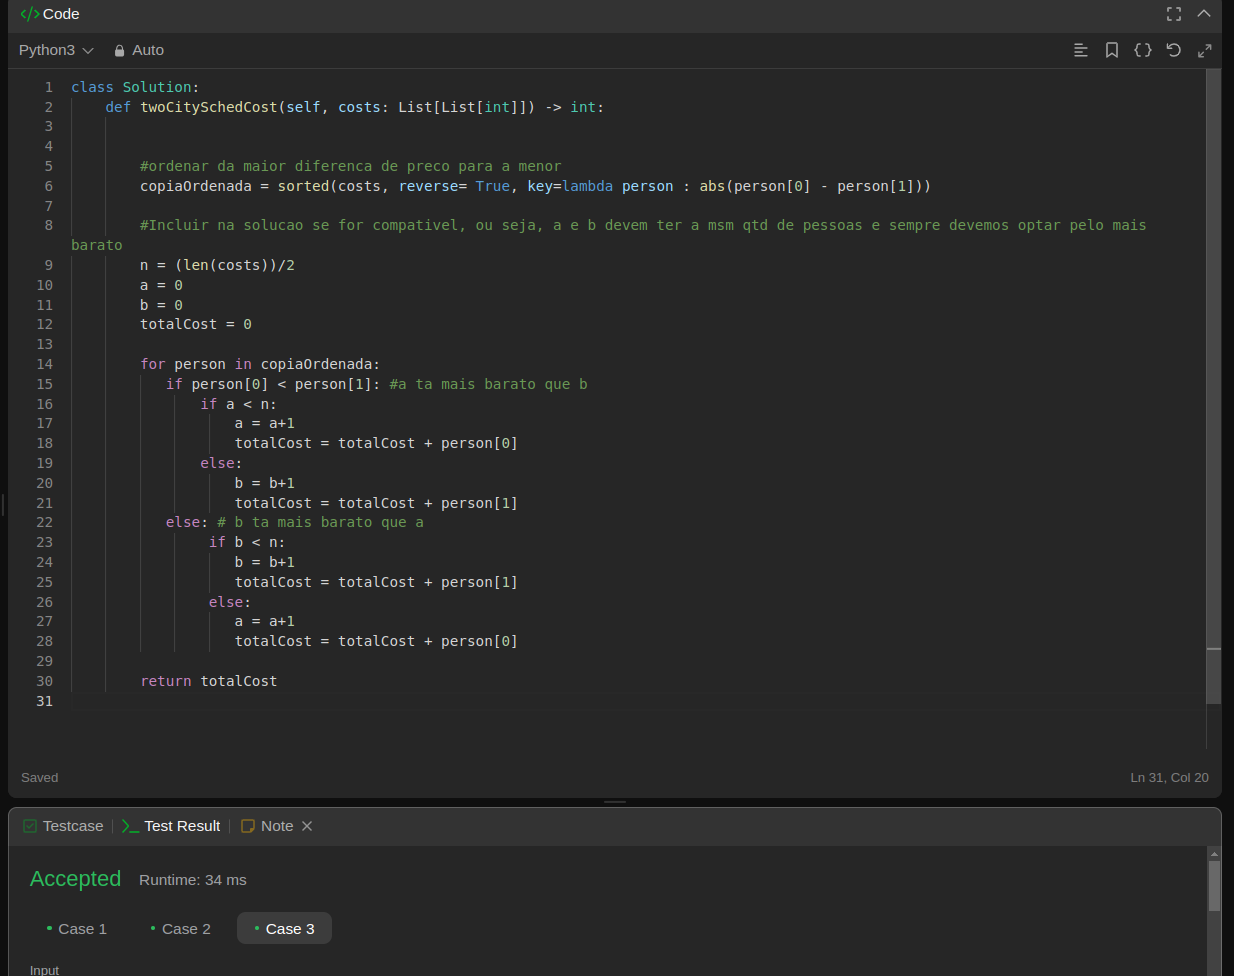 </> Code
Python3 Auto
1 class Solution:
2 def twoCitySchedCost(self, costs: List[List[int]]) -> int:
3
4
5 #ordenar da maior diferenca de preco para a menor
6 copiaOrdenada = sorted(costs, reverse= True, key=lambda person : abs(person[0] - person[1]))
7
8 #Incluir na solucao se for compativel, ou seja, a e b devem ter a msm qtd de pessoas e sempre devemos optar pelo mais
barato
9 n = (len(costs))/2
10 a = 0
11 b = 0
12 totalCost = 0
13
14 for person in copiaOrdenada:
15 if person[0] < person[1]: #a ta mais barato que b
16 if a < n:
17 a = a+1
18 totalCost = totalCost + person[0]
19 else:
20 b = b+1
21 totalCost = totalCost + person[1]
22 else: # b ta mais barato que a
23 if b < n:
24 b = b+1
25 totalCost = totalCost + person[1]
26 else:
27 a = a+1
28 totalCost = totalCost + person[0]
29
30 return totalCost
31
Saved Ln 31, Col 20
Testcase Test Result Note
Accepted Runtime: 34 ms
• Case 1 • Case 2 • Case 3
Input